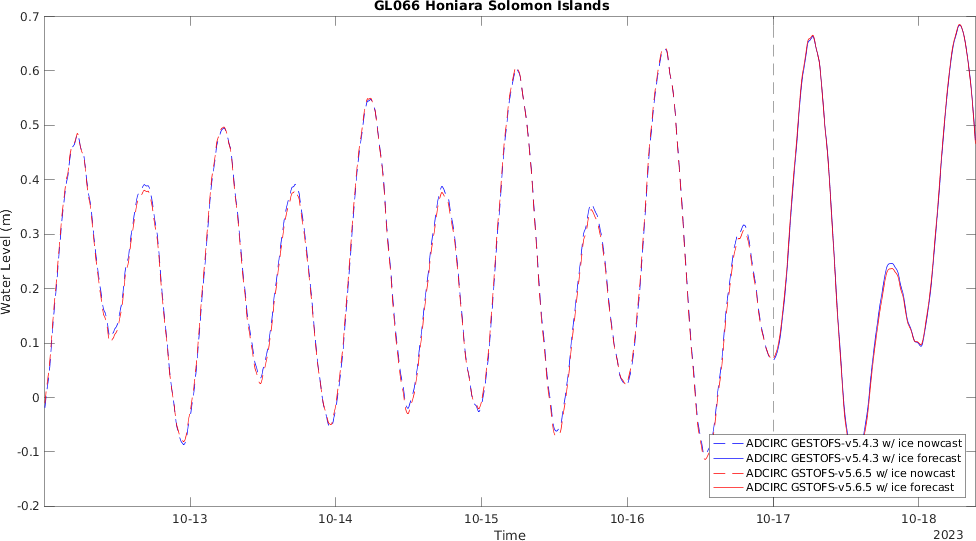 GL066 Honiara Solomon Islands
Water Level (m)
0.7
0.6
0.5
0.4
0.3
0.2
0.1
0
-0.1
-0.2
ADCIRC GESTOFS-v5.4.3 w/ ice nowcast
ADCIRC GESTOFS-v5.4.3 w/ ice forecast
ADCIRC GSTOFS-v5.6.5 w/ ice nowcast
ADCIRC GSTOFS-v5.6.5 w/ ice forecast
10-13 10-14 10-15 10-16 10-17 10-18
Time
2023